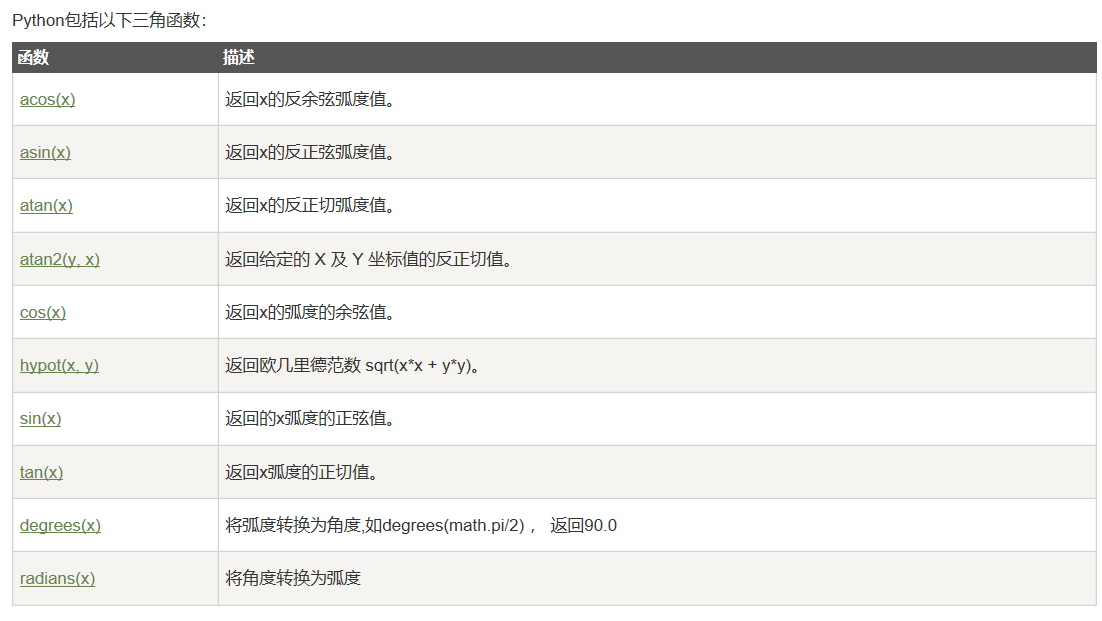 Python包括以下三角函数：
函数 描述
acos(x) 返回x的反余弦弧度值。
asin(x) 返回x的反正弦弧度值。
atan(x) 返回x的反正切弧度值。
atan2(y, x) 返回给定的 X 及 Y 坐标值的反正切值。
cos(x) 返回x的弧度的余弦值。
hypot(x, y) 返回欧几里德范数 sqrt(x*x + y*y)。
sin(x) 返回的x弧度的正弦值。
tan(x) 返回x弧度的正切值。
degrees(x) 将弧度转换为角度,如degrees(math.pi/2) ， 返回90.0
radians(x) 将角度转换为弧度